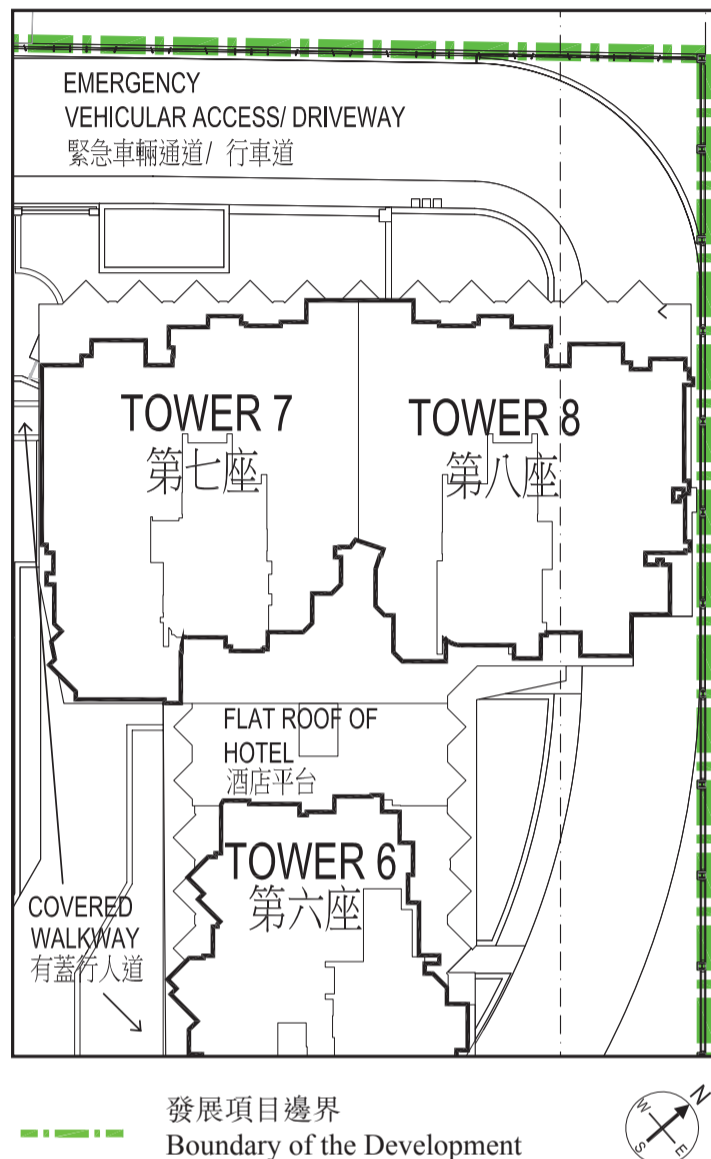 EMERGENCY
VEHICULAR ACCESS/ DRIVEWAY
緊急車輛通道/ 行車道
TOWER 7
第七座
TOWER 8
第八座
FLAT ROOF OF
HOTEL
酒店平台
TOWER 6
第六座
COVERED
WALKWAY
有蓋行人道
發展項目邊界
Boundary of the Development
N
W
S
E